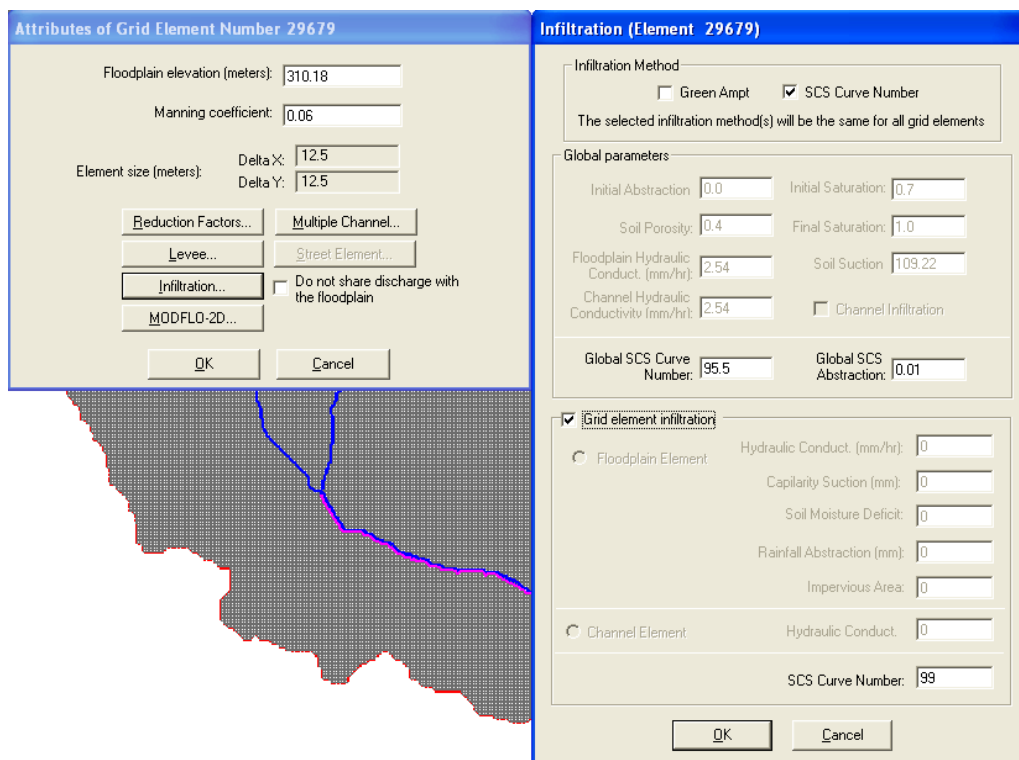 Attributes of Grid Element Number 29679
Floodplain elevation (meters): 310.18
Manning coefficient: 0.06
Element size (meters):
Delta X: 12.5
Delta Y: 12.5
Reduction Factors... Multiple Channel...
Levee... Street Element...
Infiltration... Do not share discharge with
the floodplain
MODFLO-2D...
OK Cancel
Infiltration (Element 29679)
Infiltration Method
Green Ampt SCS Curve Number
The selected infiltration method(s) will be the same for all grid elements
Global parameters
Initial Abstraction 0.0 Initial Saturation: 0.7
Soil Porosity: 0.4 Final Saturation: 1.0
Floodplain Hydraulic
Conduct. (mm/hr): 2.54 Soil Suction 109.22
Channel Hydraulic
Conductivity (mm/hr): 2.54 Channel Infiltration
Global SCS Curve
Number: 95.5 Global SCS
Abstraction: 0.01
Grid element infiltration
Floodplain Element
Hydraulic Conduct. (mm/hr): 0
Capilarity Suction (mm): 0
Soil Moisture Deficit: 0
Rainfall Abstraction (mm): 0
Impervious Area: 0
Channel Element Hydraulic Conduct. 0
SCS Curve Number: 99
OK Cancel